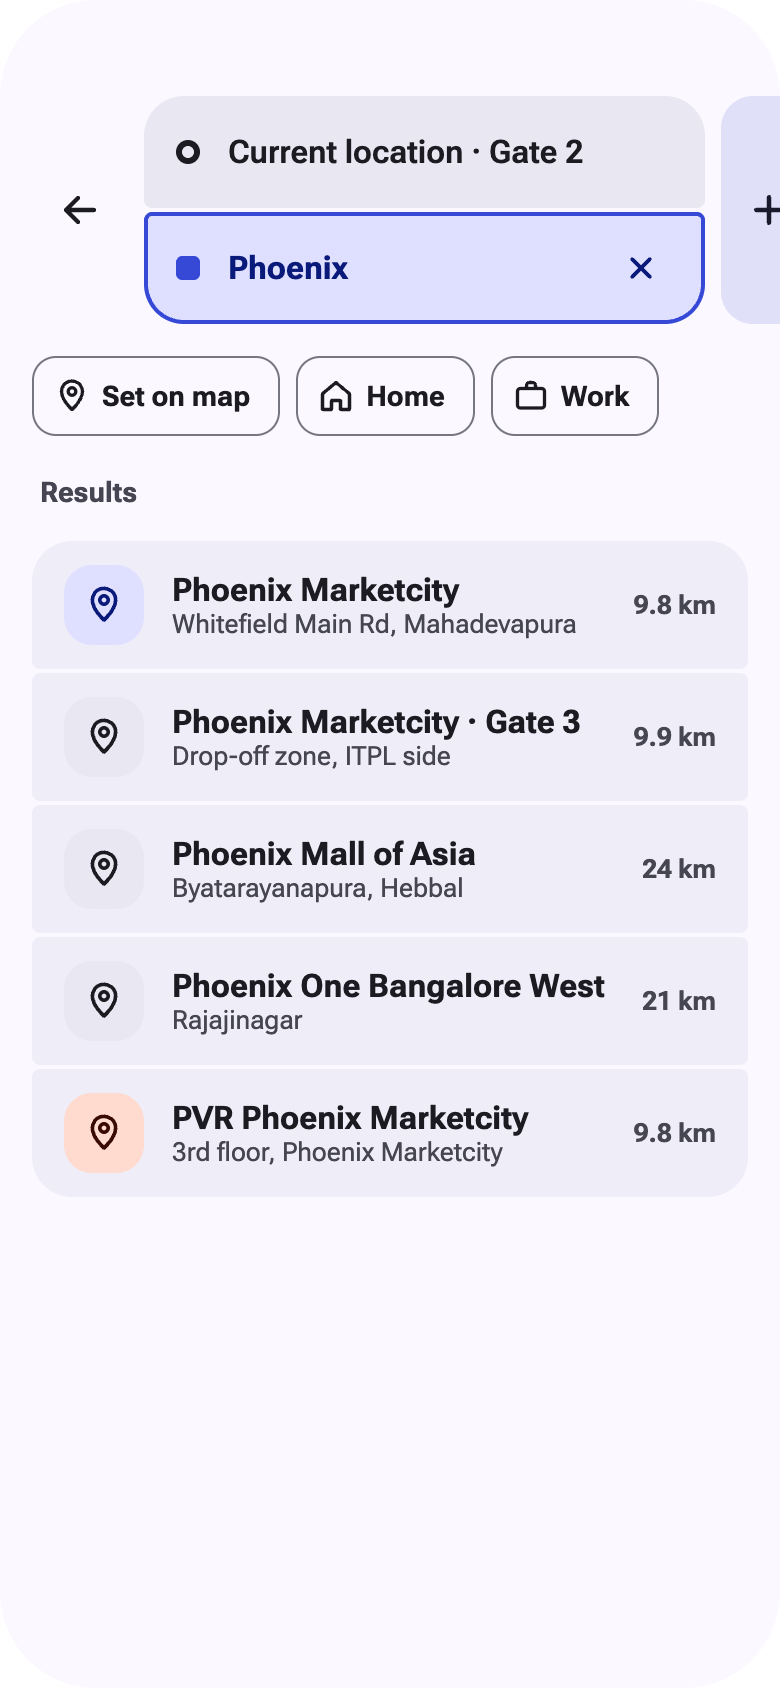 Current location · Gate 2
Phoenix
Set on map
Home
Work
Results
Phoenix Marketcity
Whitefield Main Rd, Mahadevapura
9.8 km
Phoenix Marketcity · Gate 3
Drop-off zone, ITPL side
9.9 km
Phoenix Mall of Asia
Byatarayanapura, Hebbal
24 km
Phoenix One Bangalore West
Rajajinagar
21 km
PVR Phoenix Marketcity
3rd floor, Phoenix Marketcity
9.8 km